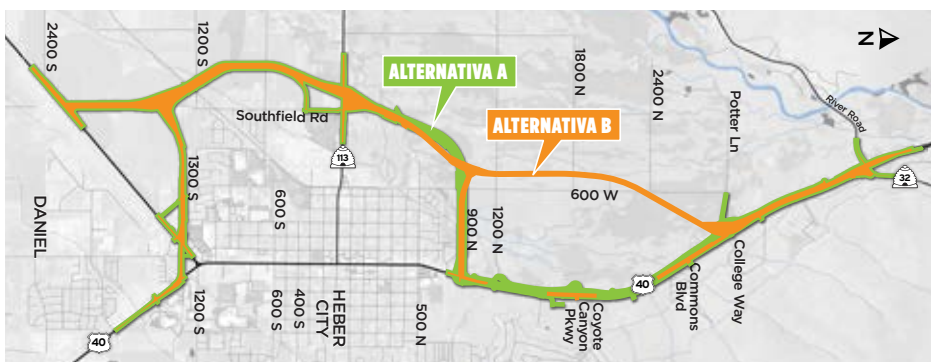 2400 S
1200 S
1800 N
2400 N
Potter Ln
River Road
N
ALTERNATIVA A
ALTERNATIVA B
Southfield Rd
113
32
1300 S
600 S
600 W
1200 N
900 N
DANIEL
College Way
Commons
Blvd
40
Coyote
Canyon
Pkwy
500 N
HEBER
CITY
400 S
600 S
1200 S
40